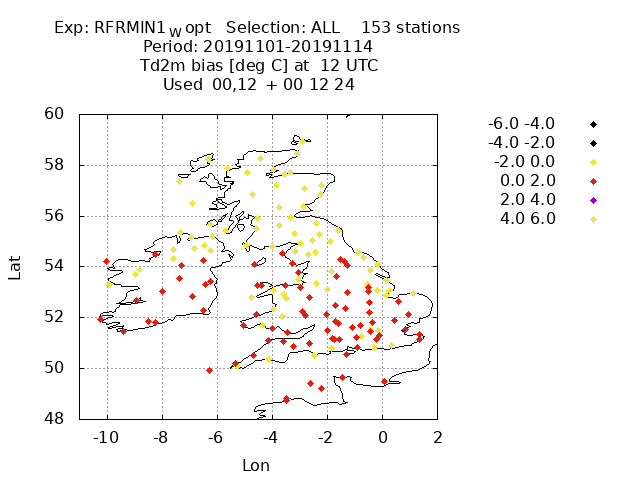 Exp: RFRMIN1_W opt   Selection: ALL    153 stations
Period: 20191101-20191114
Td2m bias [deg C] at  12 UTC
Used  00,12  + 00 12 24
-6.0 -4.0
-4.0 -2.0
-2.0 0.0
0.0 2.0
2.0 4.0
4.0 6.0
60
58
56
54
52
50
48
Lat
-10 -8 -6 -4 -2 0 2
Lon